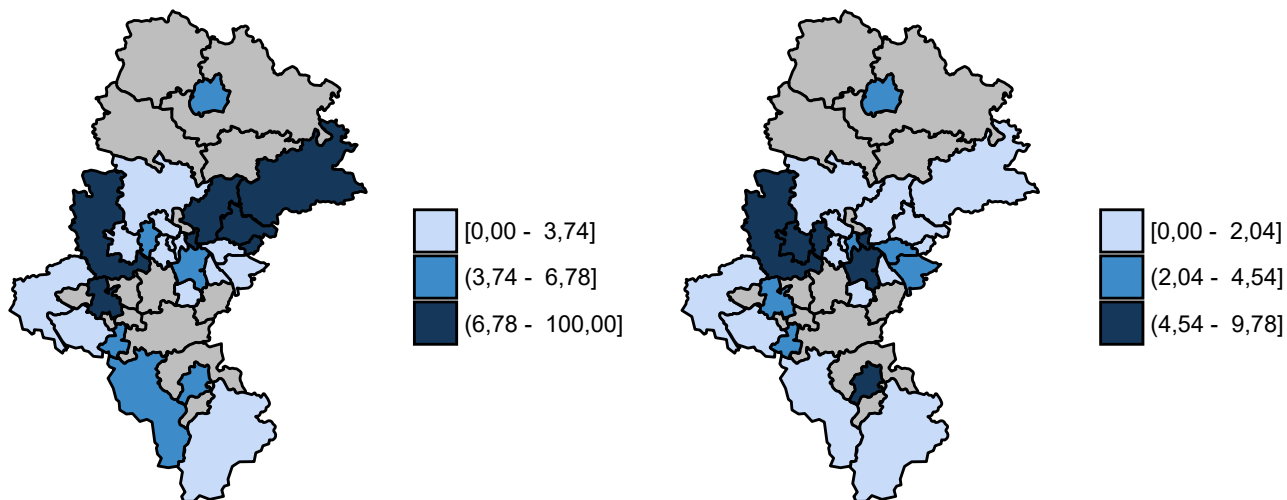 [0,00 - 3,74]
(3,74 - 6,78]
(6,78 - 100,00]
[0,00 - 2,04]
(2,04 - 4,54]
(4,54 - 9,78]